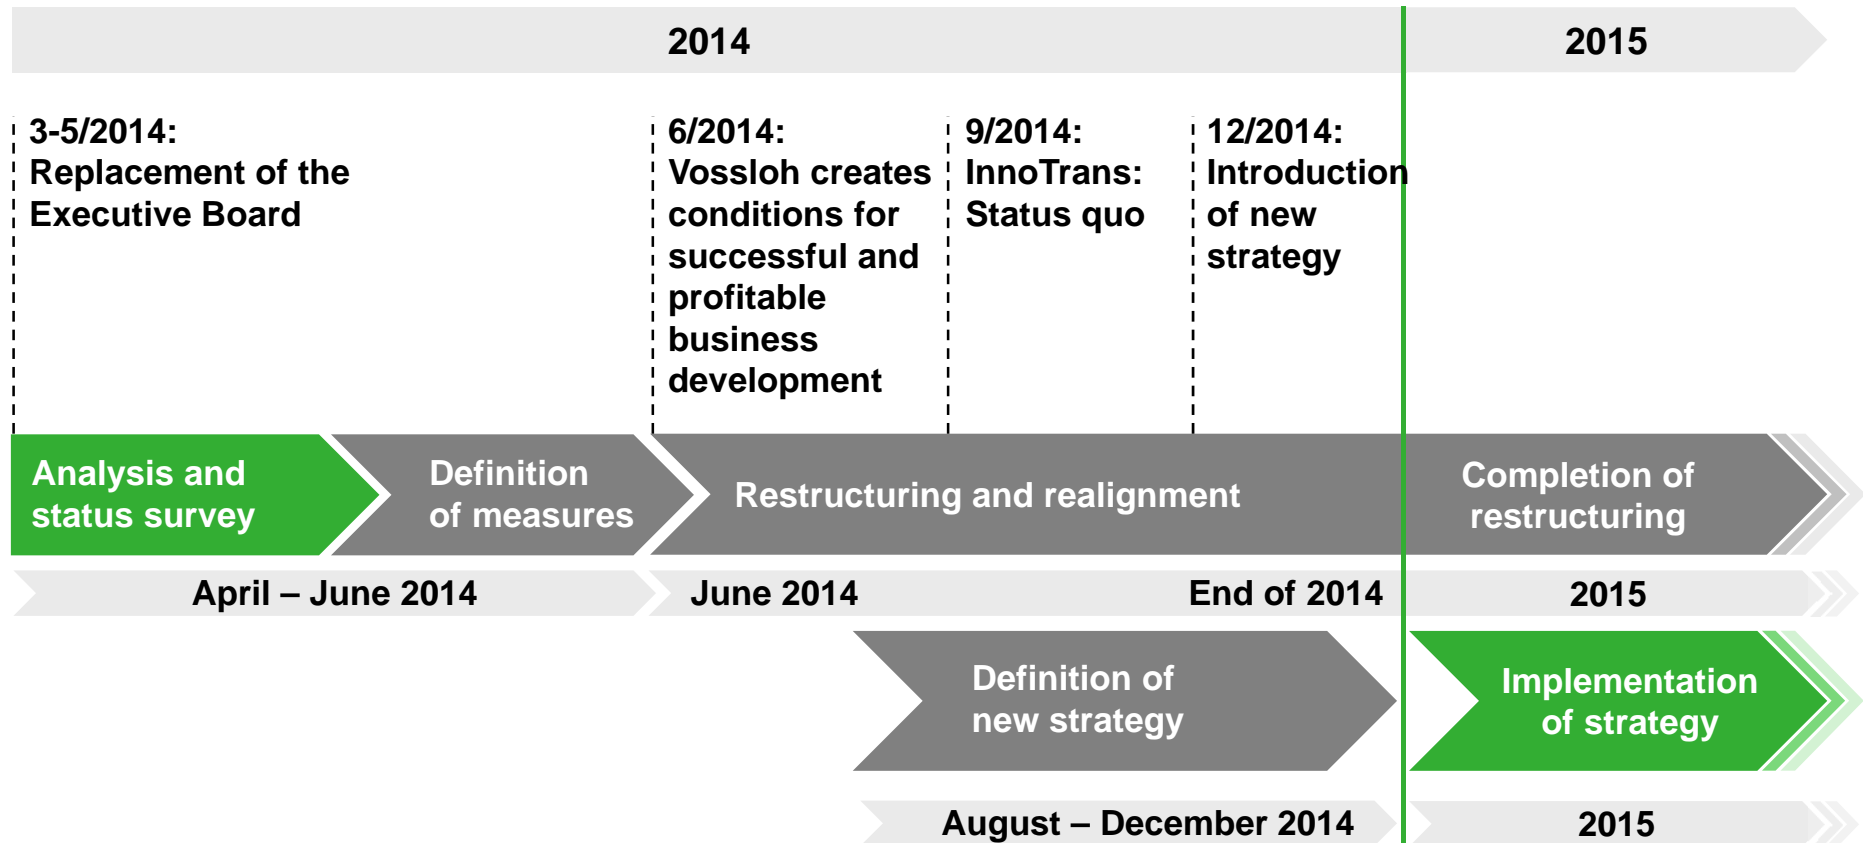 2014
2015
3-5/2014:
Replacement of the
Executive Board
6/2014:
Vossloh creates
conditions for
successful and
profitable
business
development
9/2014:
InnoTrans:
Status quo
12/2014:
Introduction
of new
strategy
Analysis and
status survey
Definition
of measures
Restructuring and realignment
Completion of
restructuring
April – June 2014
June 2014
End of 2014
2015
Definition of
new strategy
Implementation
of strategy
August – December 2014
2015